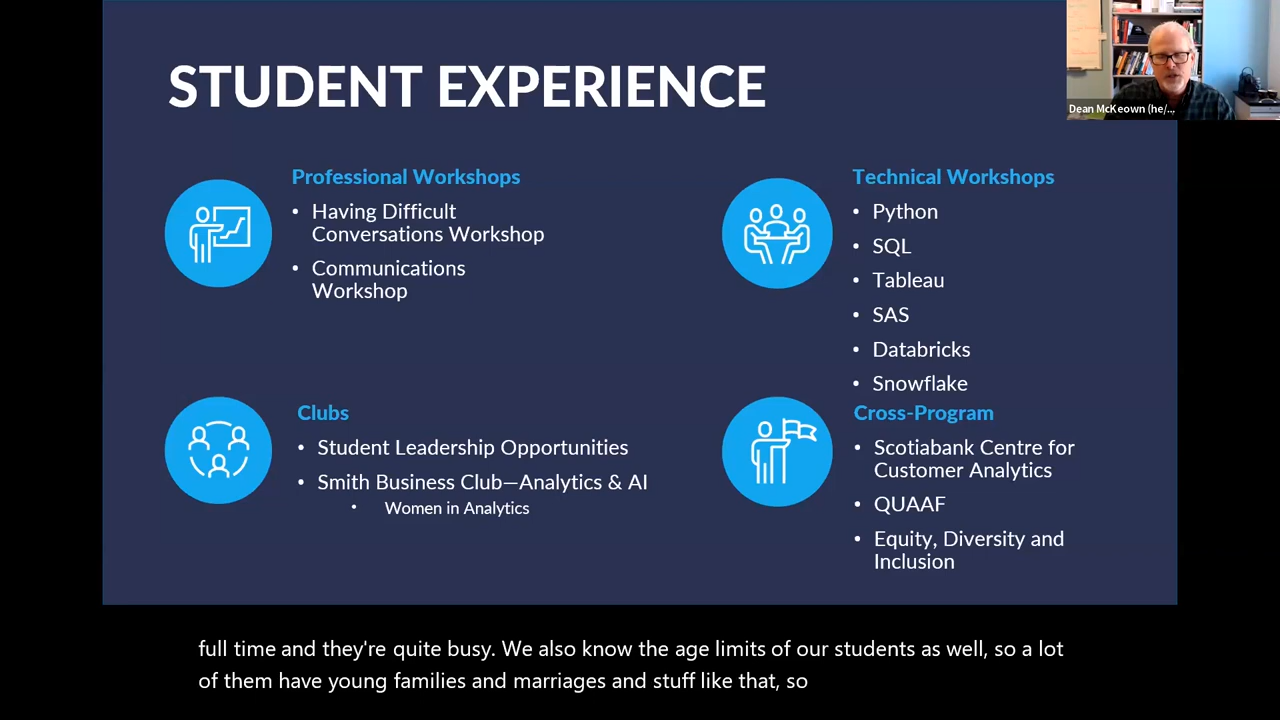 STUDENT EXPERIENCE
Dean McKeown (he/...
Professional Workshops
• Having Difficult
Conversations Workshop
• Communications
Workshop
Technical Workshops
• Python
• SQL
• Tableau
• SAS
• Databricks
• Snowflake
Clubs
• Student Leadership Opportunities
• Smith Business Club—Analytics & AI
• Women in Analytics
Cross-Program
• Scotiabank Centre for
Customer Analytics
• QUAAF
• Equity, Diversity and
Inclusion
full time and they're quite busy. We also know the age limits of our students as well, so a lot
of them have young families and marriages and stuff like that, so